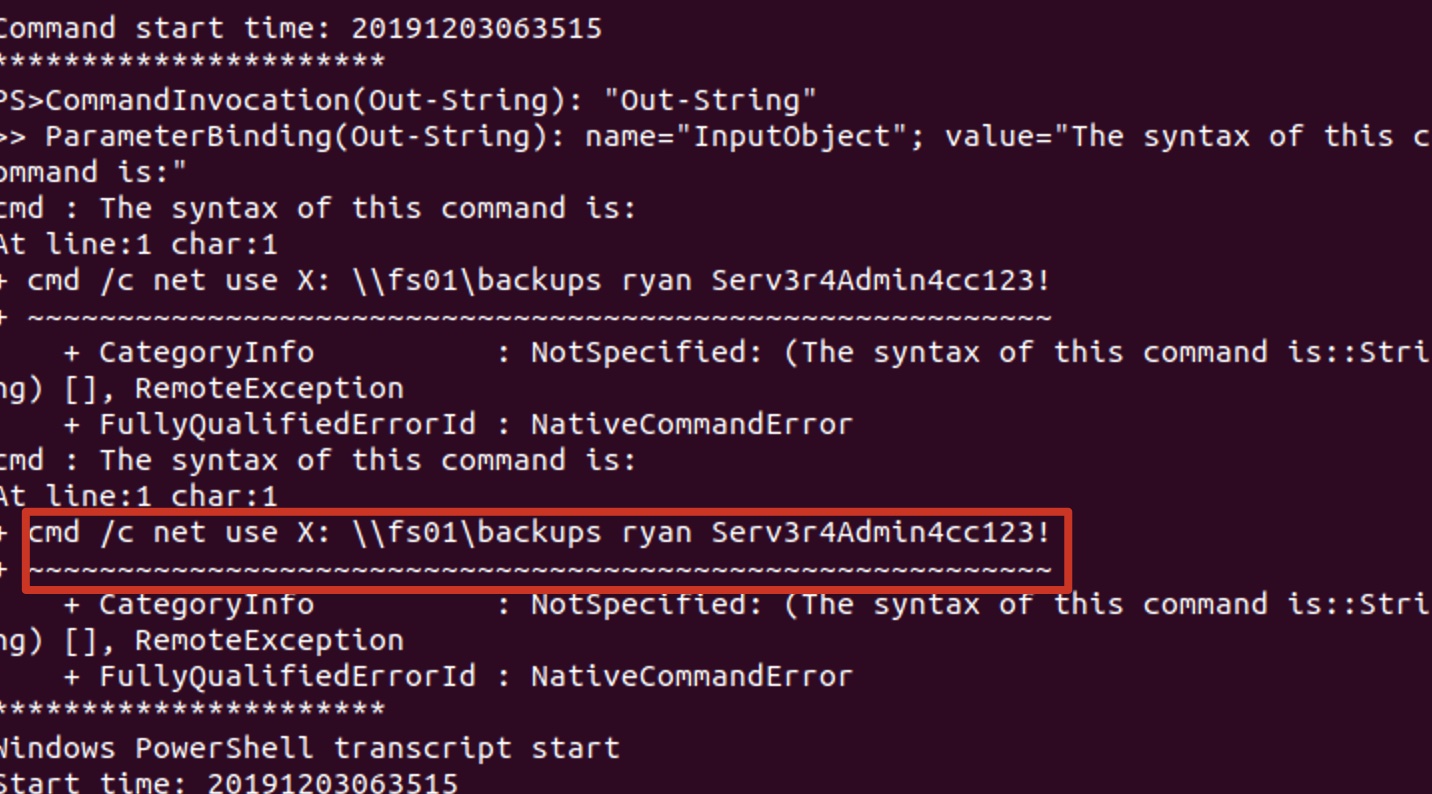 Command start time: 20191203063515
**********************
PS>CommandInvocation(Out-String): "Out-String"
>> ParameterBinding(Out-String): name="InputObject"; value="The syntax of this c
ommand is:"
cmd : The syntax of this command is:
At line:1 char:1
+ cmd /c net use X: \\fs01\backups ryan Serv3r4Admin4cc123!
+ ~~~~~~~~~~~~~~~~~~~~~~~~~~~~~~~~~~~~~~~~~~~~~~~~~~~~~~~~~
    + CategoryInfo          : NotSpecified: (The syntax of this command is::Stri
ng) [], RemoteException
    + FullyQualifiedErrorId : NativeCommandError
cmd : The syntax of this command is:
At line:1 char:1
+ cmd /c net use X: \\fs01\backups ryan Serv3r4Admin4cc123!
+ ~~~~~~~~~~~~~~~~~~~~~~~~~~~~~~~~~~~~~~~~~~~~~~~~~~~~~~~~~
    + CategoryInfo          : NotSpecified: (The syntax of this command is::Stri
ng) [], RemoteException
    + FullyQualifiedErrorId : NativeCommandError
**********************
Windows PowerShell transcript start
Start time: 20191203063515